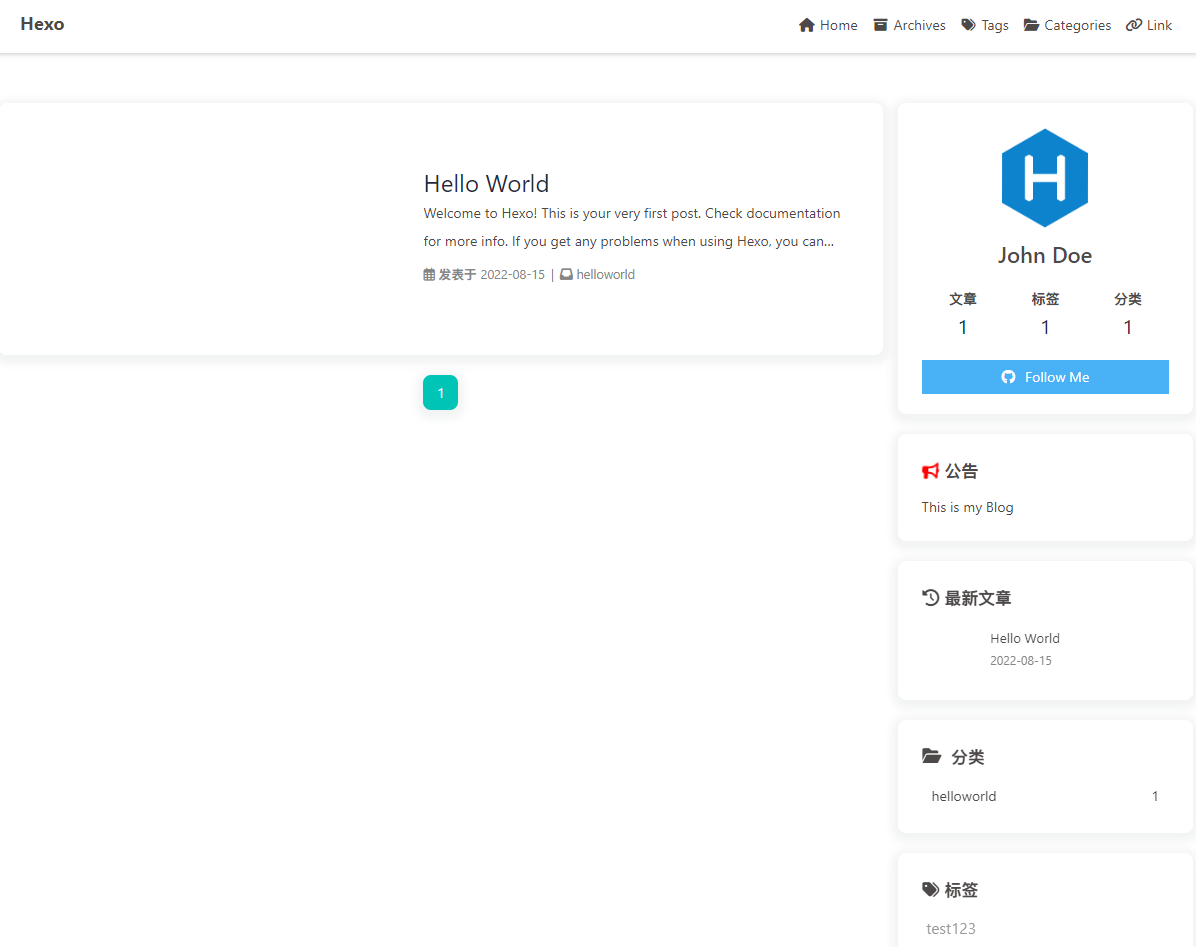 Hexo
Home Archives Tags Categories Link
Hello World
Welcome to Hexo! This is your very first post. Check documentation
for more info. If you get any problems when using Hexo, you can...
发表于 2022-08-15 | helloworld
1
H
John Doe
文章 标签 分类
1 1 1
Follow Me
公告
This is my Blog
最新文章
Hello World
2022-08-15
分类
helloworld 1
标签
test123